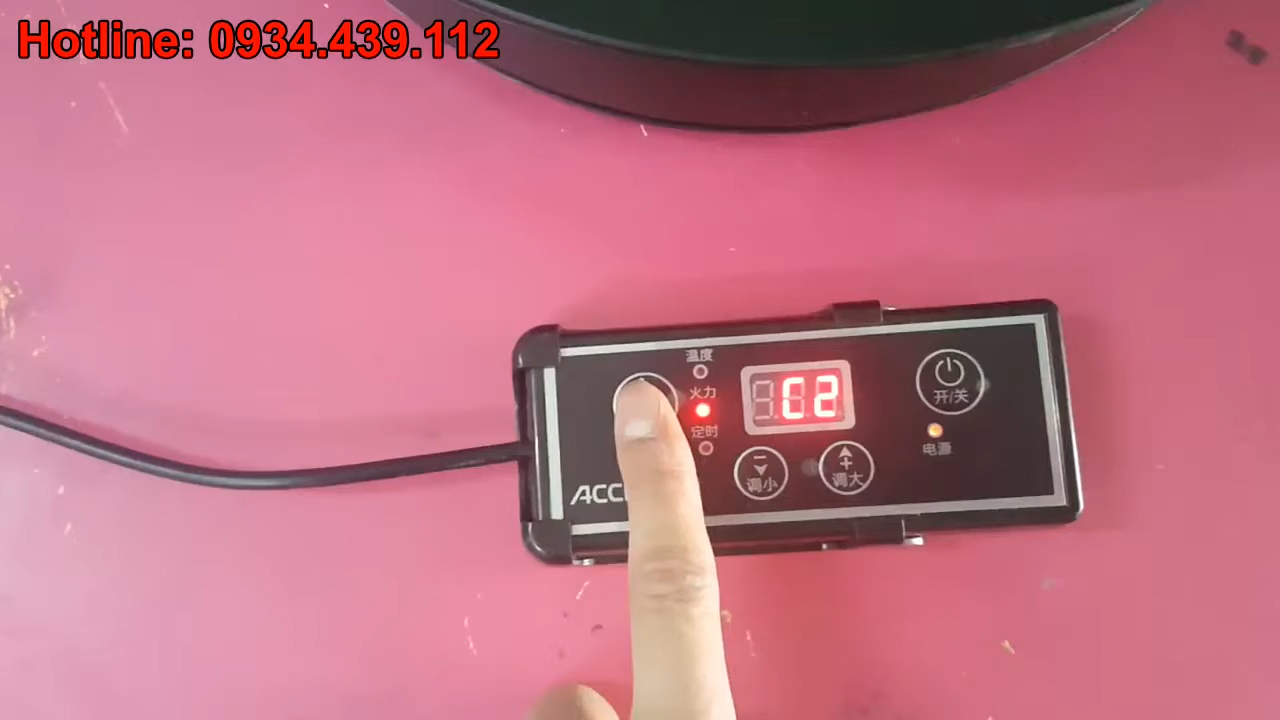 Hotline: 0934.439.112
温度
火力
定时
C2
开/关
电源
调小
调大